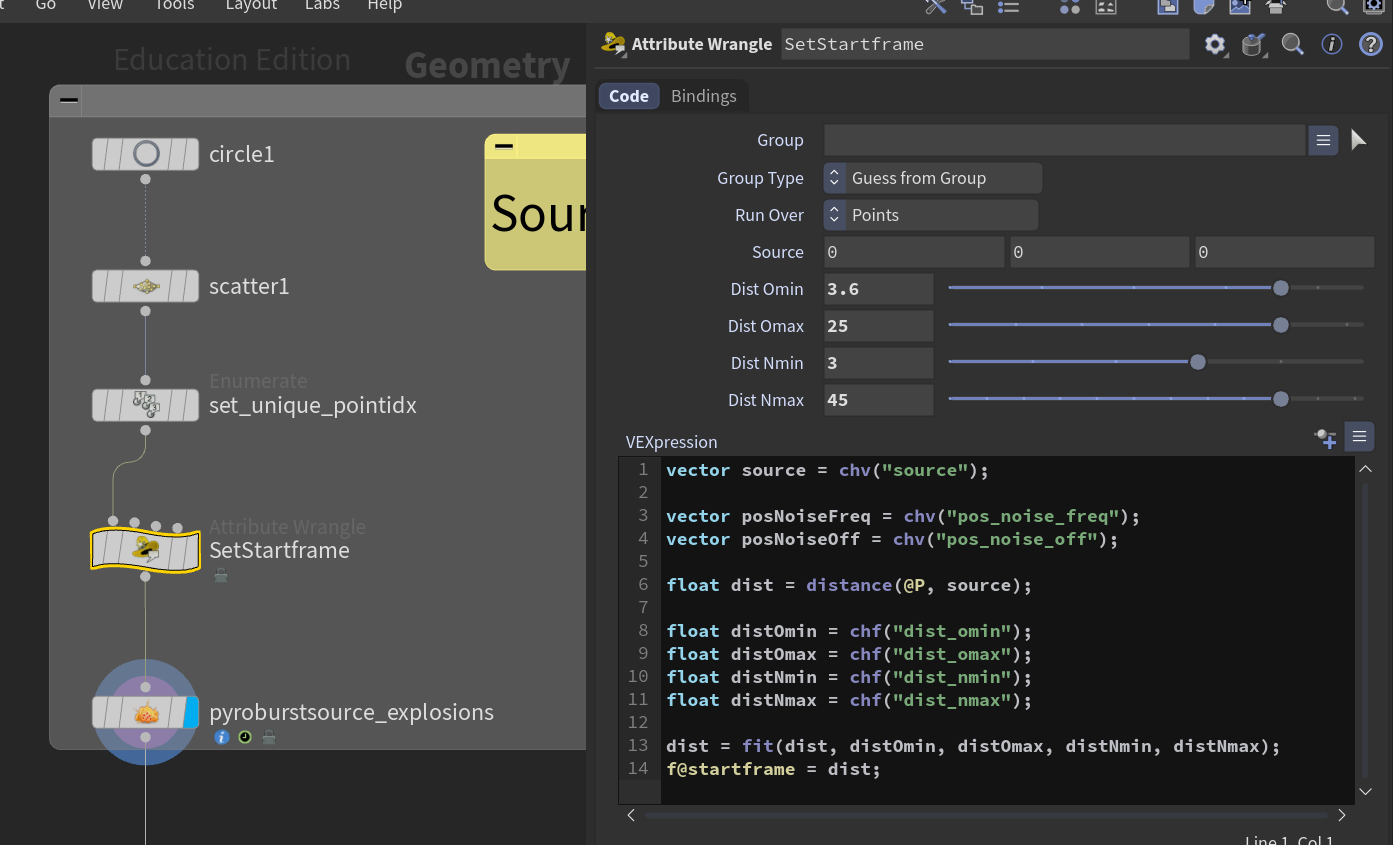 Go View Tools Layout Labs Help
Education Edition
Geometry
circle1
scatter1
Enumerate
set_unique_pointidx
Attribute Wrangle
SetStartframe
pyroburstsource_explosions
Attribute Wrangle SetStartframe
Code Bindings
Group
Group Type Guess from Group
Run Over Points
Source 0 0 0
Dist Omin 3.6
Dist Omax 25
Dist Nmin 3
Dist Nmax 45
VEXpression
1 vector source = chv("source");
2
3 vector posNoiseFreq = chv("pos_noise_freq");
4 vector posNoiseOff = chv("pos_noise_off");
5
6 float dist = distance(@P, source);
7
8 float distOmin = chf("dist_omin");
9 float distOmax = chf("dist_omax");
10 float distNmin = chf("dist_nmin");
11 float distNmax = chf("dist_nmax");
12
13 dist = fit(dist, distOmin, distOmax, distNmin, distNmax);
14 f@startframe = dist;
Line 1, Col 1